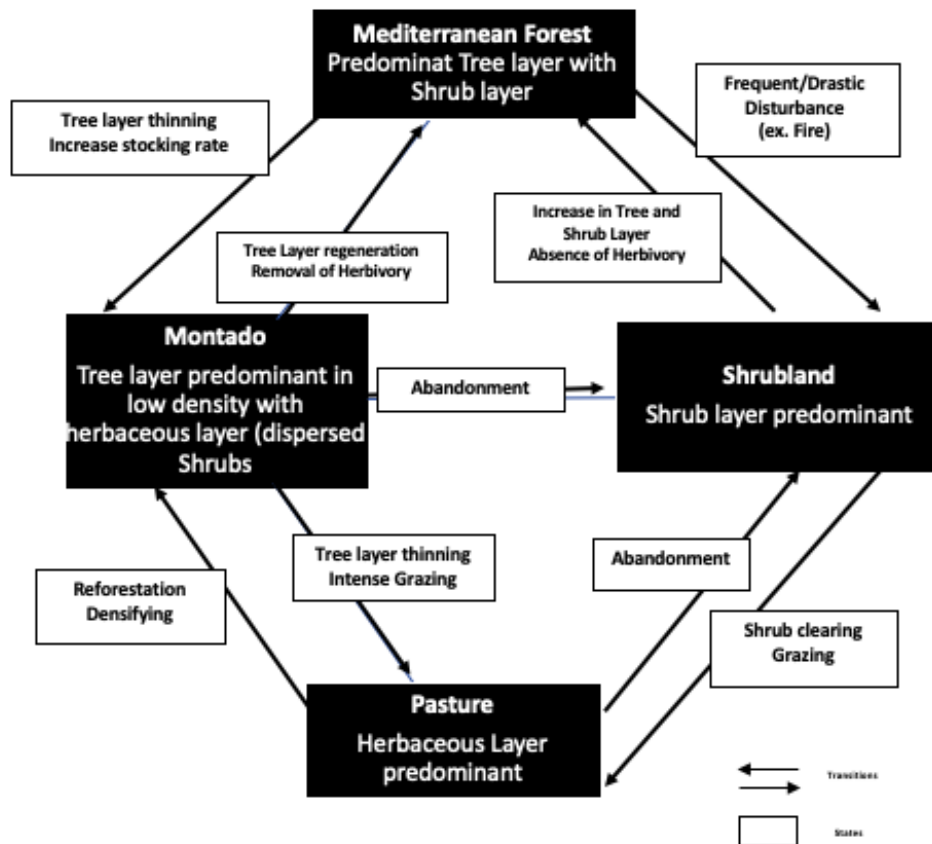 Mediterranean Forest
Predominat Tree layer with
Shrub layer
Frequent/Drastic
Disturbance
(ex. Fire)
Tree layer thinning
Increase stocking rate
Increase in Tree and
Shrub Layer
Absence of Herbivory
Tree Layer regeneration
Removal of Herbivory
Montado
Tree layer predominant in
low density with
herbaceous layer (dispersed
Shrubs
Abandonment
Shrubland
Shrub layer predominant
Tree layer thinning
Intense Grazing
Abandonment
Reforestation
Densifying
Shrub clearing
Grazing
Pasture
Herbaceous Layer
predominant
Transitions
States